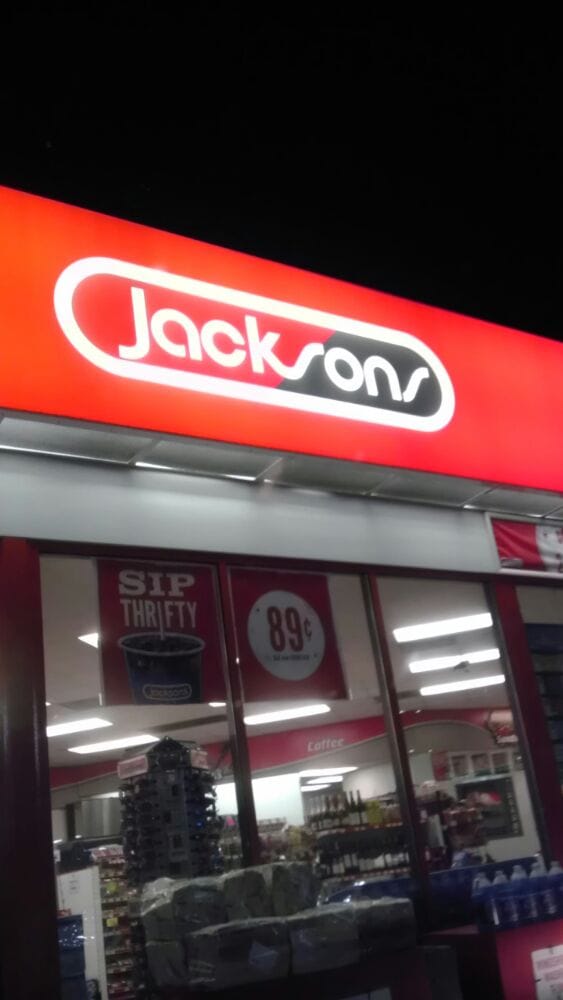 Jacksons
SIP
THRIFTY
Jacksons
89¢
Coffee